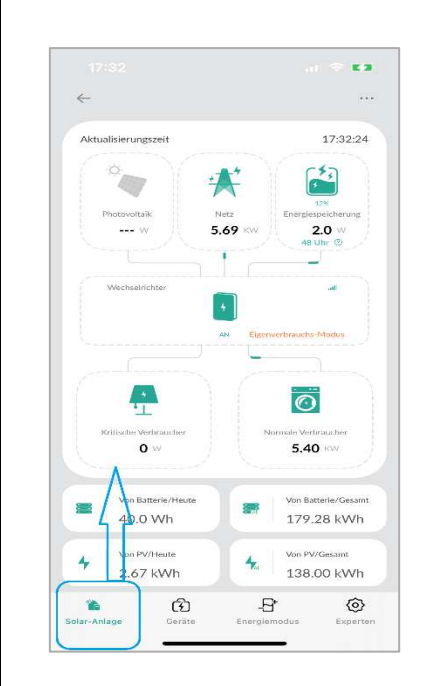 17:32
Aktualisierungszeit 17:32:24
12%
Photovoltaik Netz Energiespeicherung
--- W 5.69 KW 2.0 W
48 Uhr
Wechselrichter
AN Eigenverbrauchs-Modus
Kritische Verbraucher Normale Verbraucher
0 W 5.40 KW
Von Batterie/Heute Von Batterie/Gesamt
40.0 Wh 179.28 kWh
Von PV/Heute Von PV/Gesamt
2.67 kWh 138.00 kWh
Solar-Anlage Geräte Energiemodus Experten